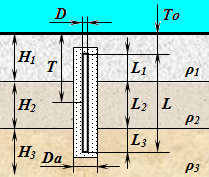 D To
H1 T L1 ρ1
H2 L2 L ρ2
H3 L3
Da ρ3